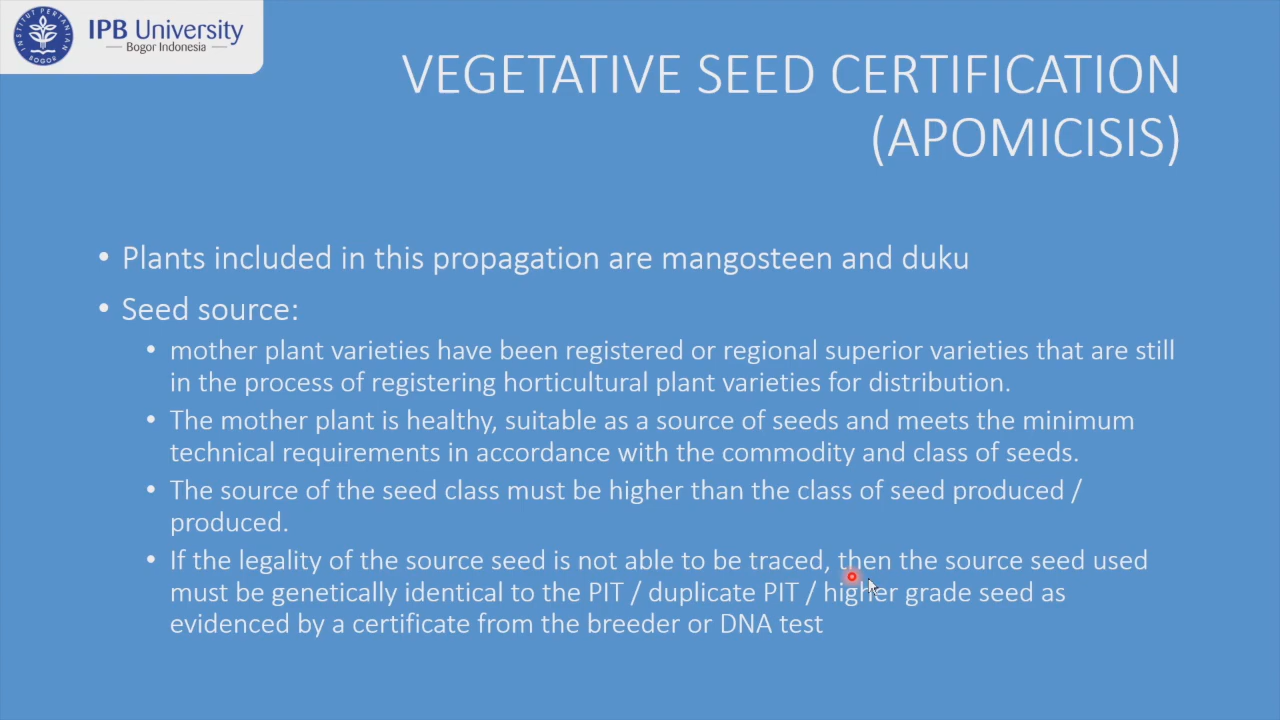 INSTITUT PERTANIAN
BOGOR
IPB University
Bogor Indonesia
VEGETATIVE SEED CERTIFICATION
(APOMICISIS)
• Plants included in this propagation are mangosteen and duku
• Seed source:
• mother plant varieties have been registered or regional superior varieties that are still
in the process of registering horticultural plant varieties for distribution.
• The mother plant is healthy, suitable as a source of seeds and meets the minimum
technical requirements in accordance with the commodity and class of seeds.
• The source of the seed class must be higher than the class of seed produced /
produced.
• If the legality of the source seed is not able to be traced, then the source seed used
must be genetically identical to the PIT / duplicate PIT / higher grade seed as
evidenced by a certificate from the breeder or DNA test